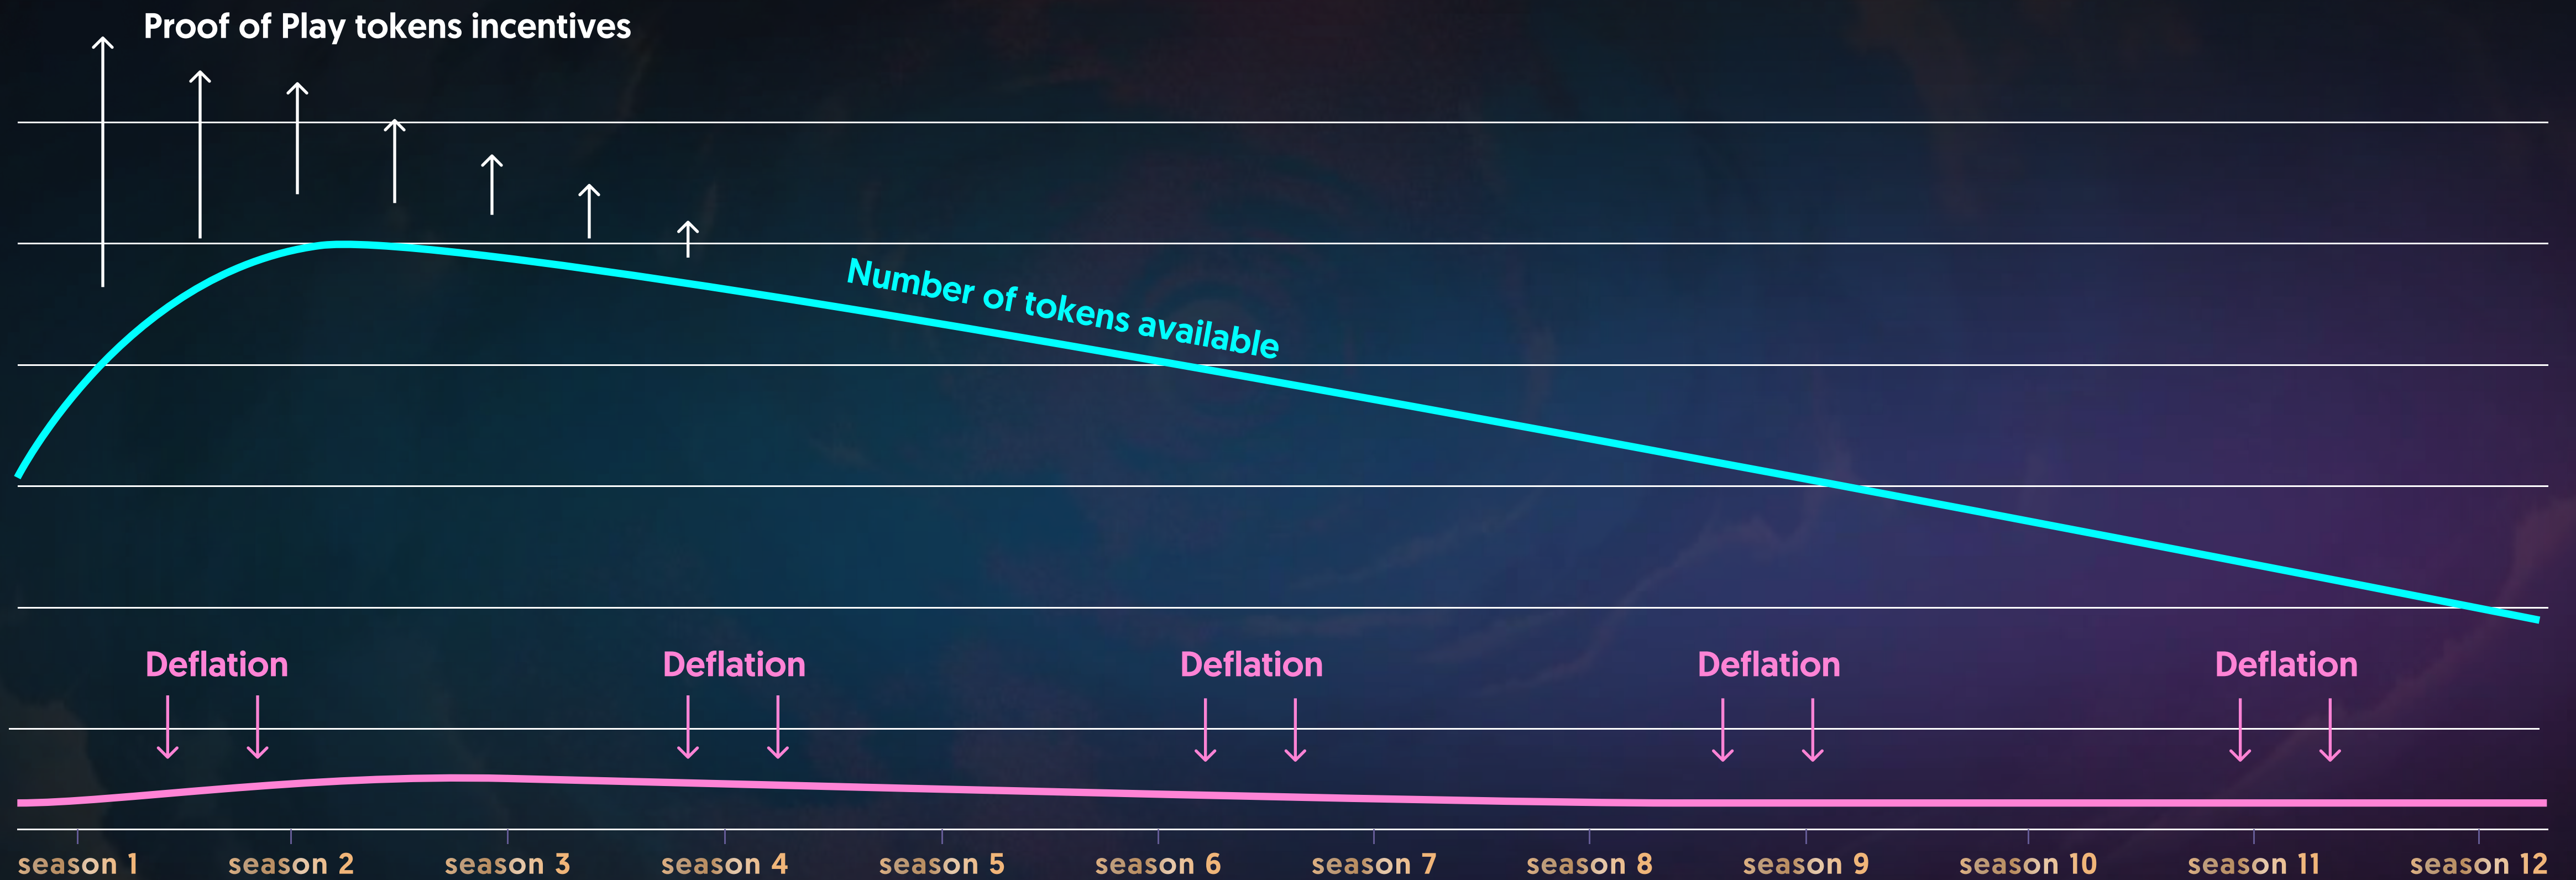 Proof of Play tokens incentives
Number of tokens available
Deflation
Deflation
Deflation
Deflation
Deflation
season 1
season 2
season 3
season 4
season 5
season 6
season 7
season 8
season 9
season 10
season 11
season 12